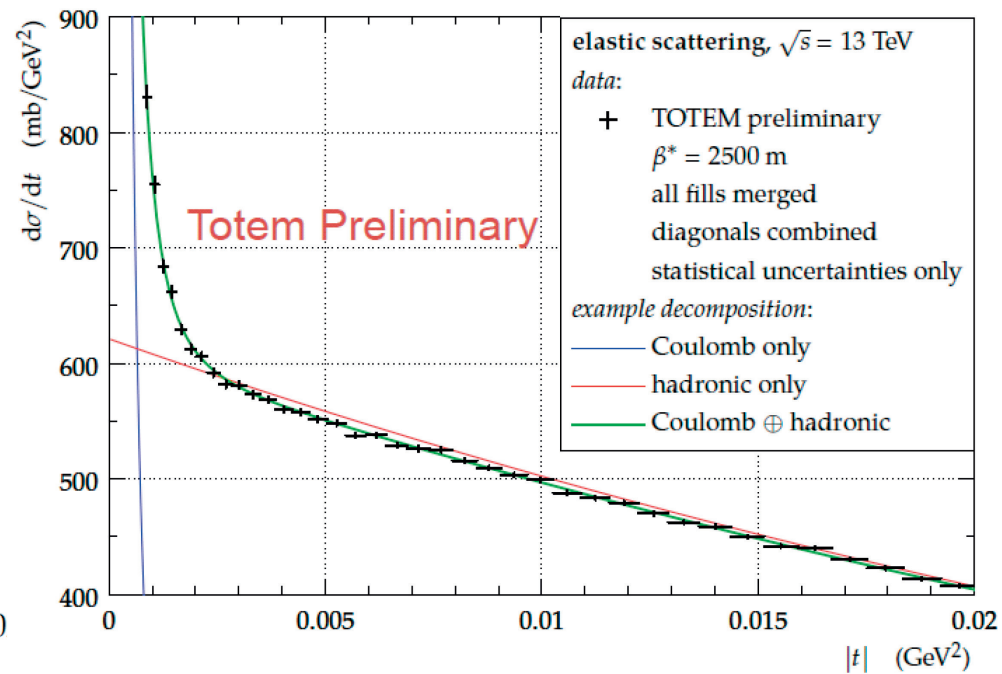 900
800
700
600
500
400
dσ/dt (mb/GeV²)
elastic scattering, √s = 13 TeV
data:
TOTEM preliminary
β* = 2500 m
all fills merged
diagonals combined
statistical uncertainties only
example decomposition:
Coulomb only
hadronic only
Coulomb ⊕ hadronic
Totem Preliminary
)
0 0.005 0.01 0.015 0.02
|t| (GeV²)